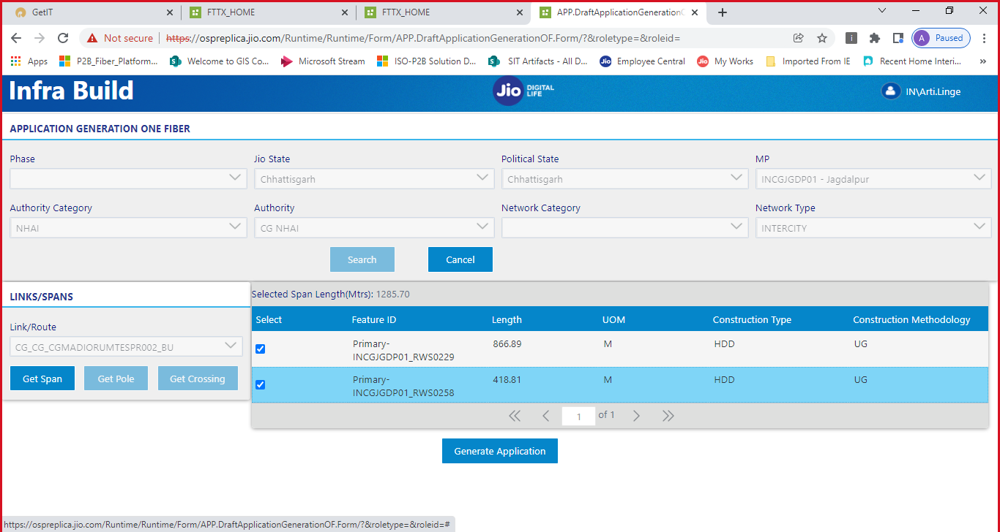 GetIT
FTTX_HOME
FTTX_HOME
APP.DraftApplicationGenerationO
Not secure
https://ospreplica.jio.com/Runtime/Runtime/Form/APP.DraftApplicationGenerationOF.Form/?&roletype=&roleid=
A
Paused
Apps
P2B_Fiber_Platform...
Welcome to GIS Co...
Microsoft Stream
ISO-P2B Solution D...
SIT Artifacts - All D...
Employee Central
My Works
Imported From IE
Recent Home Interi...
»
Infra Build
Jio DIGITAL
LIFE
IN\Arti.Linge
APPLICATION GENERATION ONE FIBER
Phase
Jio State
Political State
MP
Chhattisgarh
Chhattisgarh
INCGJGDP01 - Jagdalpur
Authority Category
Authority
Network Category
Network Type
NHAI
CG NHAI
INTERCITY
Search
Cancel
LINKS/SPANS
Link/Route
CG_CG_CGMADIORUMTESPR002_BU
Get Span
Get Pole
Get Crossing
Selected Span Length(Mtrs): 1285.70
Select Feature ID Length UOM Construction Type Construction Methodology
Primary- 866.89 M HDD UG
INCGJGDP01_RWS0229
Primary- 418.81 M HDD UG
INCGJGDP01_RWS0258
1 of 1
Generate Application
https://ospreplica.jio.com/Runtime/Runtime/Form/APP.DraftApplicationGenerationOF.Form/?&roletype=&roleid=#